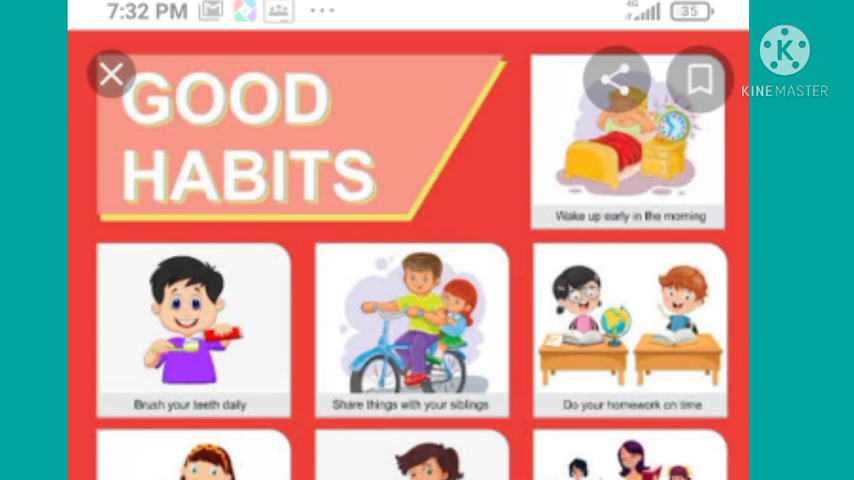 7:32 PM
4G
35
KINEMASTER
GOOD
HABITS
Wake up early in the morning
Brush your teeth daily
Share things with your siblings
Do your homework on time